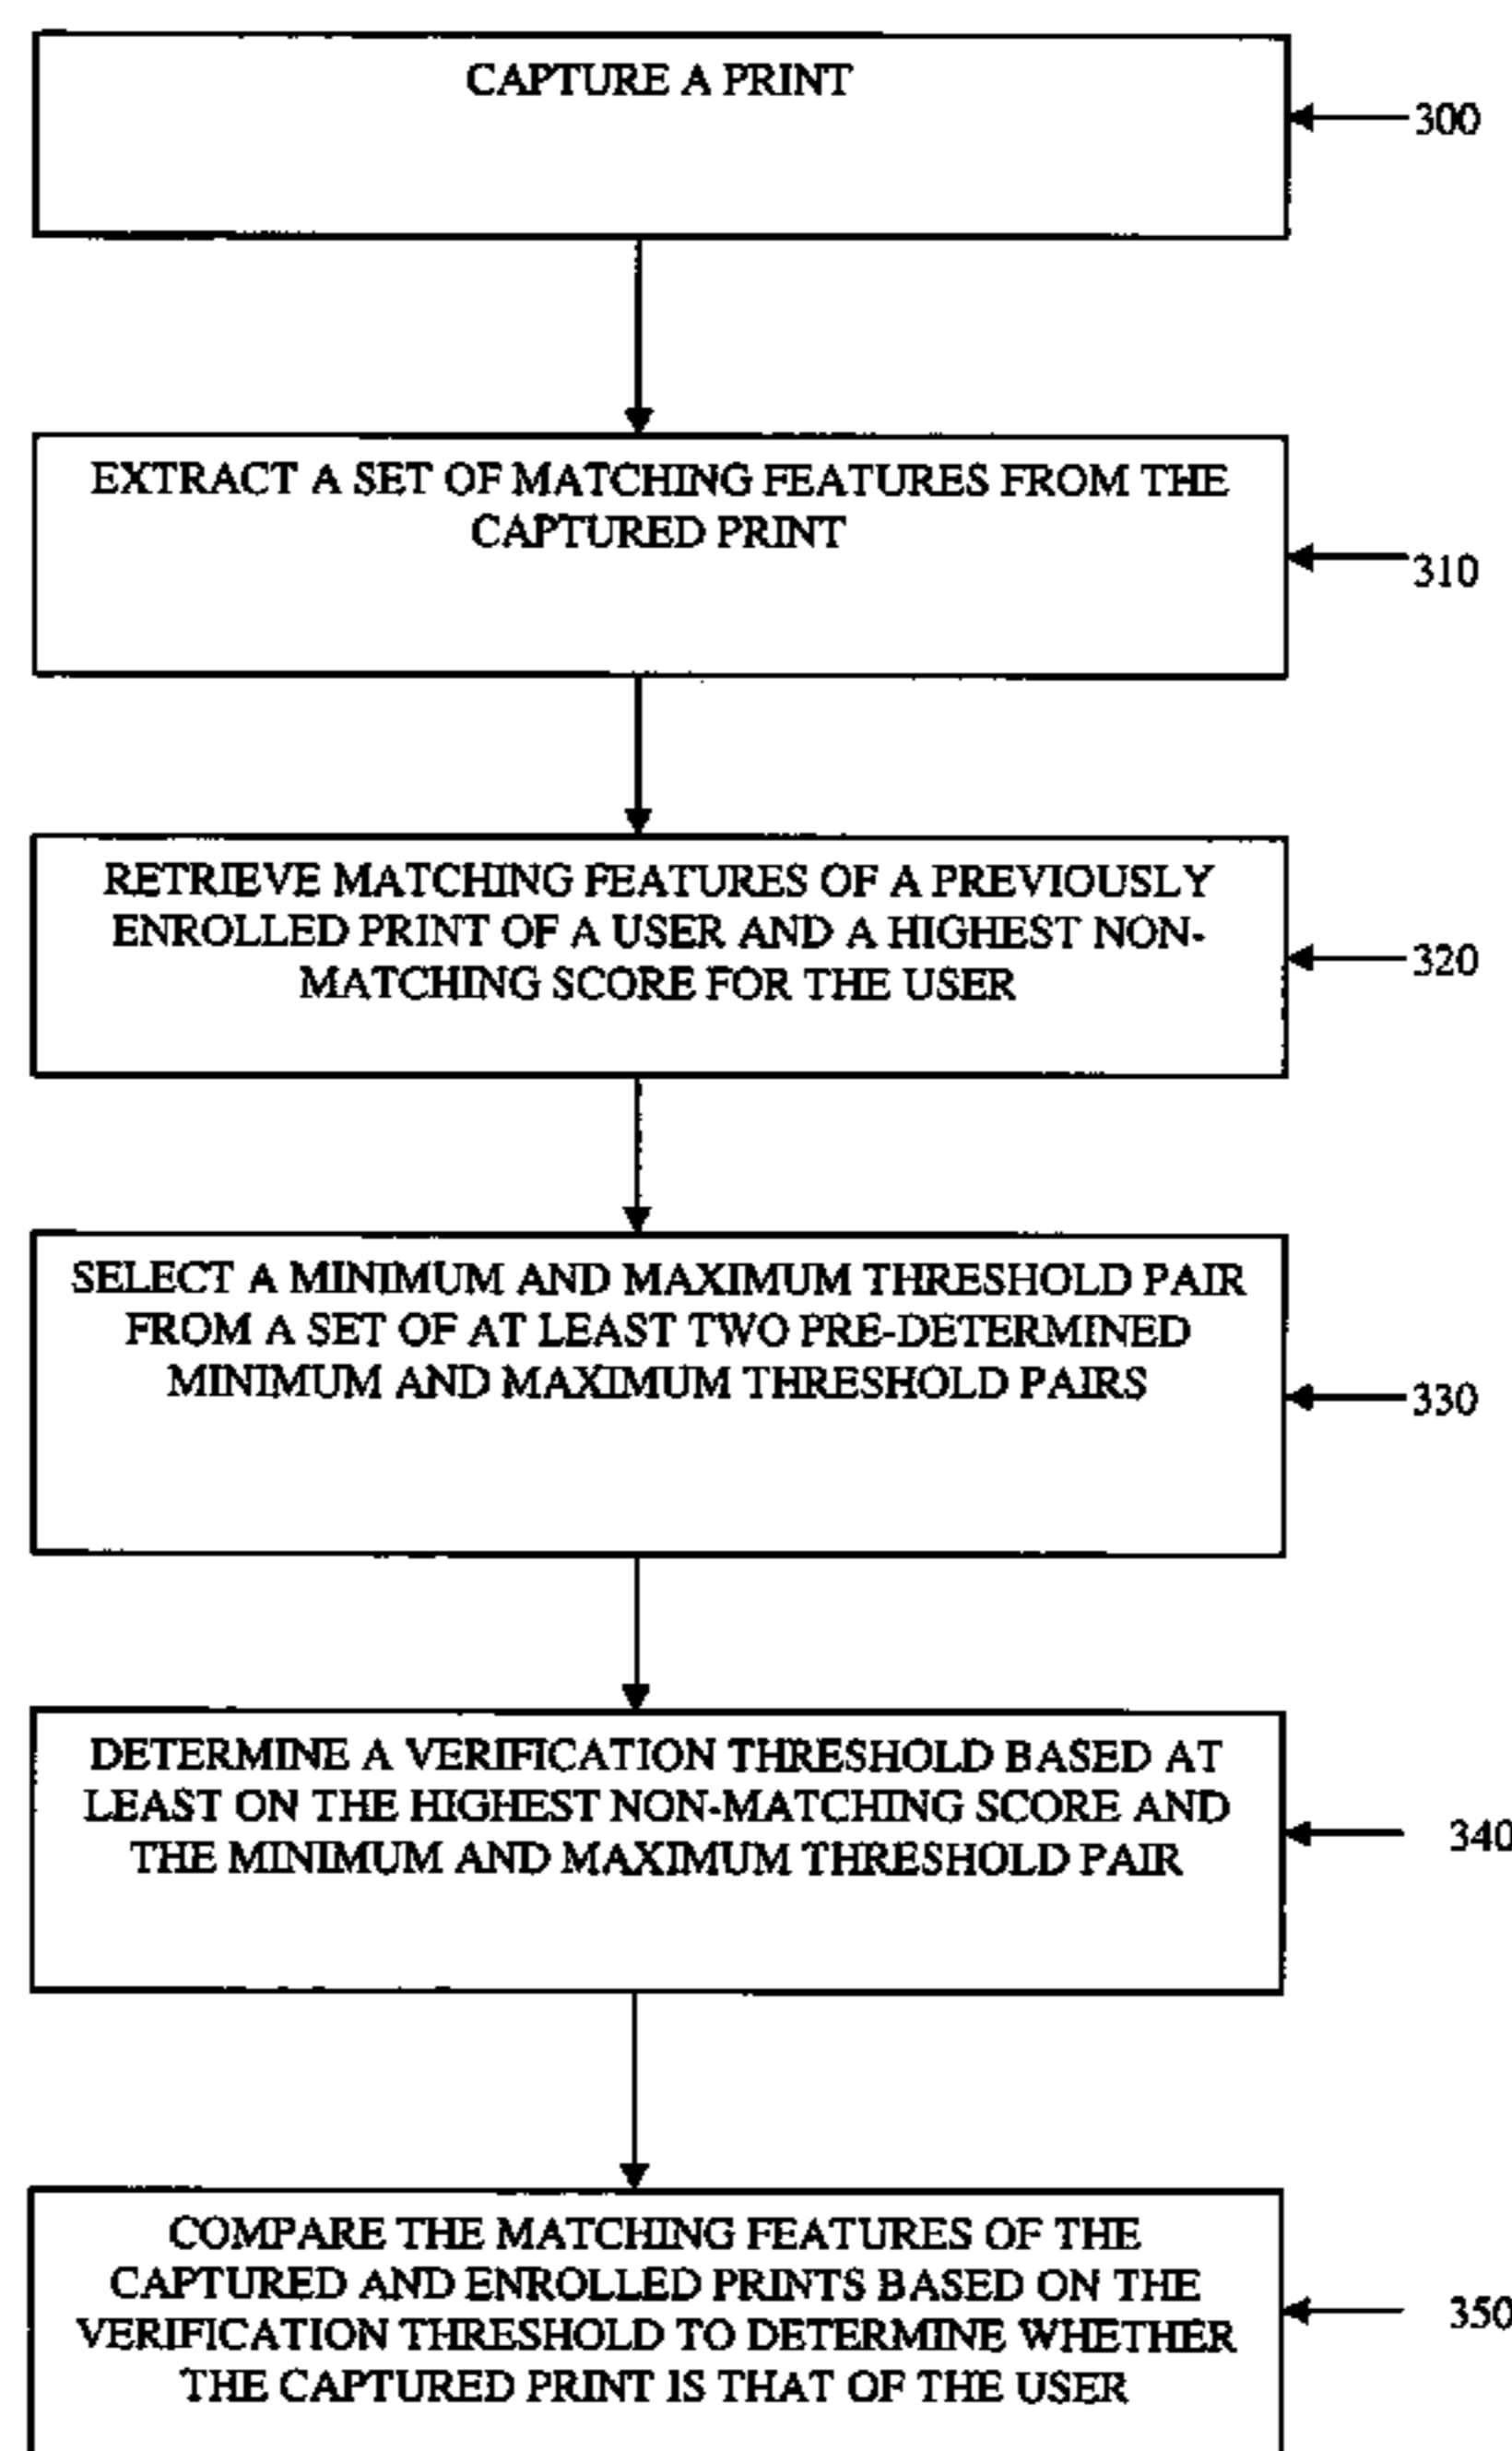 CAPTURE A PRINT
300
EXTRACT A SET OF MATCHING FEATURES FROM THE
CAPTURED PRINT
310
RETRIEVE MATCHING FEATURES OF A PREVIOUSLY
ENROLLED PRINT OF A USER AND A HIGHEST NON-
MATCHING SCORE FOR THE USER
320
SELECT A MINIMUM AND MAXIMUM THRESHOLD PAIR
FROM A SET OF AT LEAST TWO PRE-DETERMINED
MINIMUM AND MAXIMUM THRESHOLD PAIRS
330
DETERMINE A VERIFICATION THRESHOLD BASED AT
LEAST ON THE HIGHEST NON-MATCHING SCORE AND
THE MINIMUM AND MAXIMUM THRESHOLD PAIR
340
COMPARE THE MATCHING FEATURES OF THE
CAPTURED AND ENROLLED PRINTS BASED ON THE
VERIFICATION THRESHOLD TO DETERMINE WHETHER
THE CAPTURED PRINT IS THAT OF THE USER
350